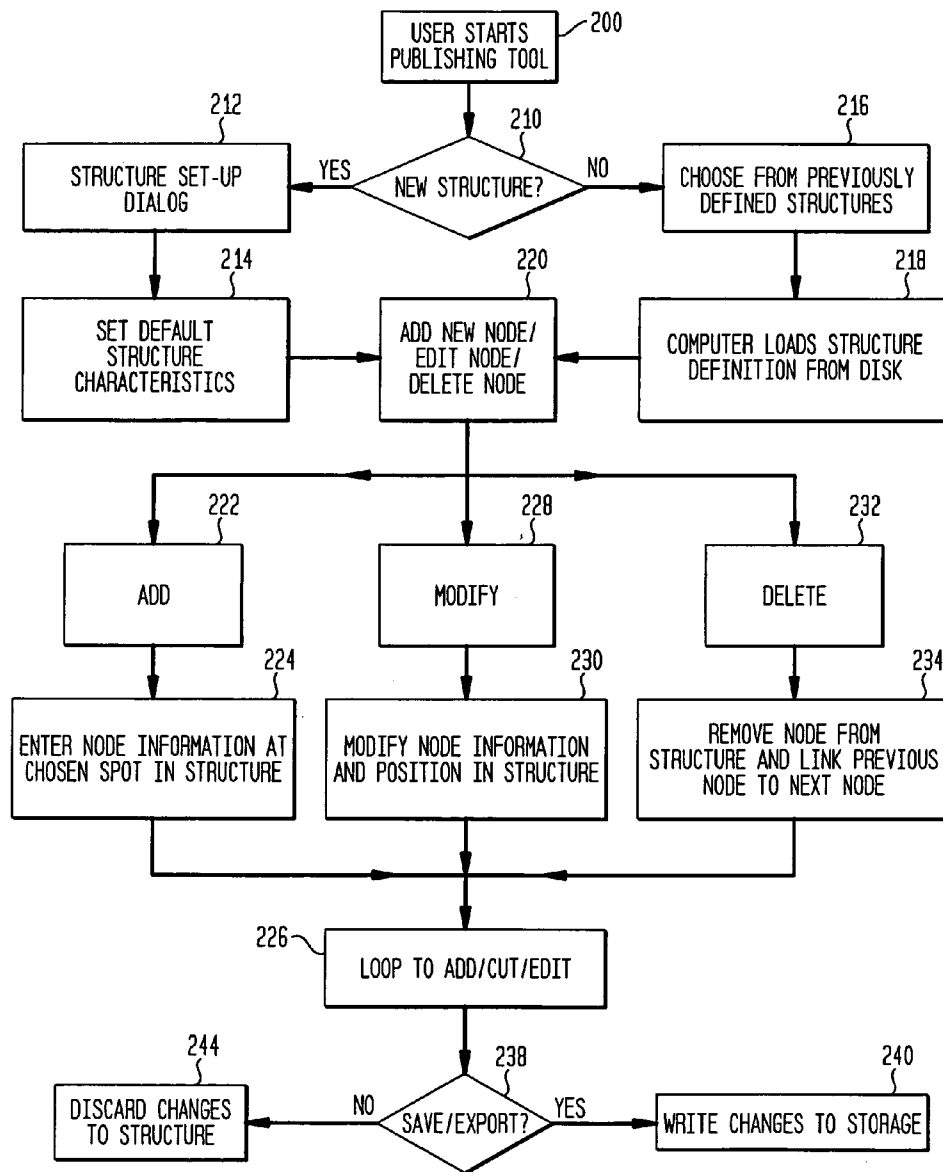 200
USER STARTS
PUBLISHING TOOL
212
210
216
STRUCTURE SET-UP
DIALOG
YES
NEW STRUCTURE?
NO
CHOOSE FROM PREVIOUSLY
DEFINED STRUCTURES
214
220
218
SET DEFAULT
STRUCTURE
CHARACTERISTICS
ADD NEW NODE/
EDIT NODE/
DELETE NODE
COMPUTER LOADS STRUCTURE
DEFINITION FROM DISK
222
228
232
ADD
MODIFY
DELETE
224
230
234
ENTER NODE INFORMATION AT
CHOSEN SPOT IN STRUCTURE
MODIFY NODE INFORMATION
AND POSITION IN STRUCTURE
REMOVE NODE FROM
STRUCTURE AND LINK PREVIOUS
NODE TO NEXT NODE
226
LOOP TO ADD/CUT/EDIT
244
238
240
DISCARD CHANGES
TO STRUCTURE
NO
SAVE/EXPORT?
YES
WRITE CHANGES TO STORAGE